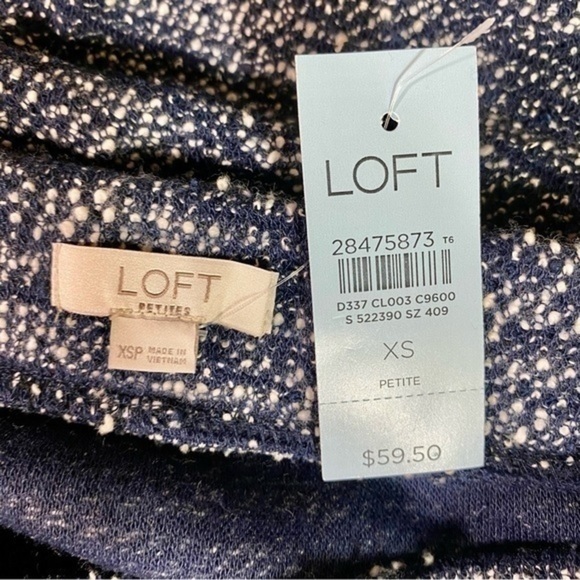 LOFT
PETITES
XSP MADE IN VIETNAM
LOFT
28475873 T6
D337 CL003 C9600
S 522390 SZ 409
XS
PETITE
$59.50